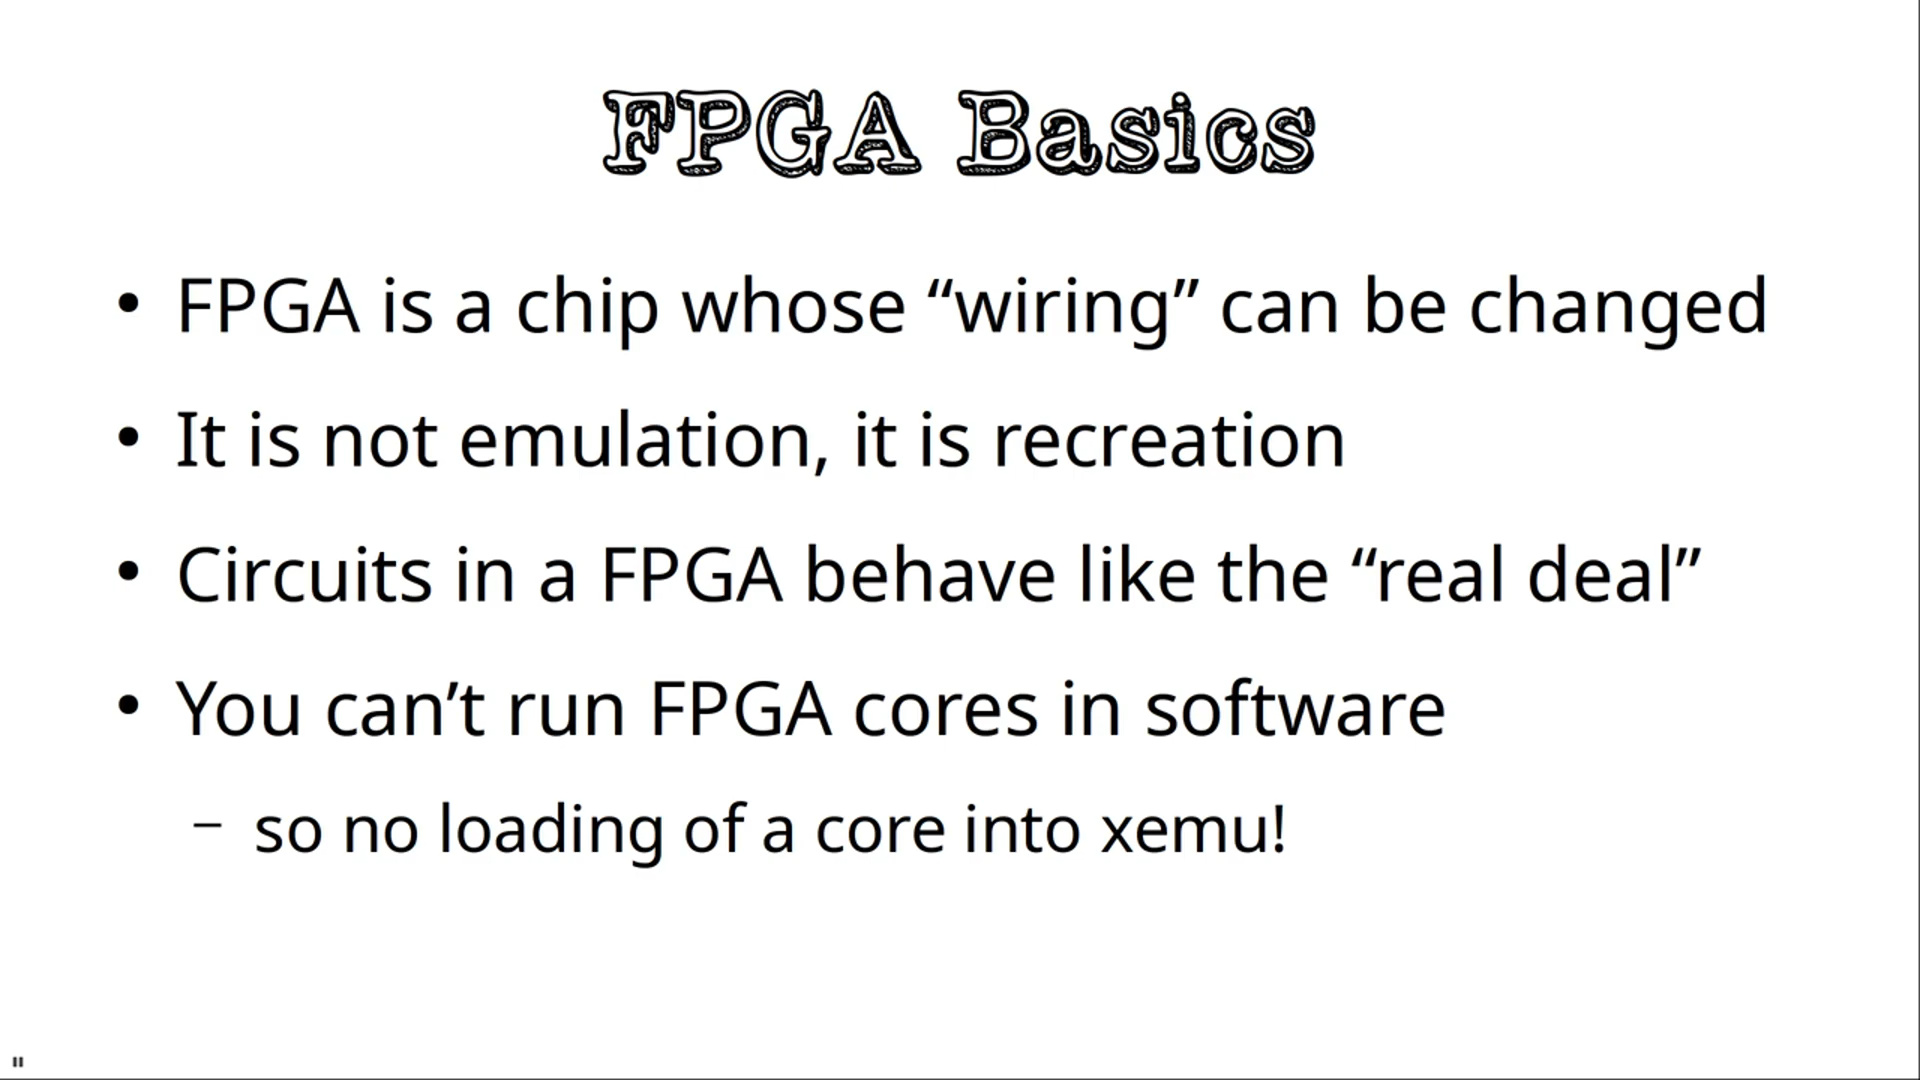 FPGA Basics
• FPGA is a chip whose “wiring” can be changed
• It is not emulation, it is recreation
• Circuits in a FPGA behave like the “real deal”
• You can’t run FPGA cores in software
– so no loading of a core into xemu!